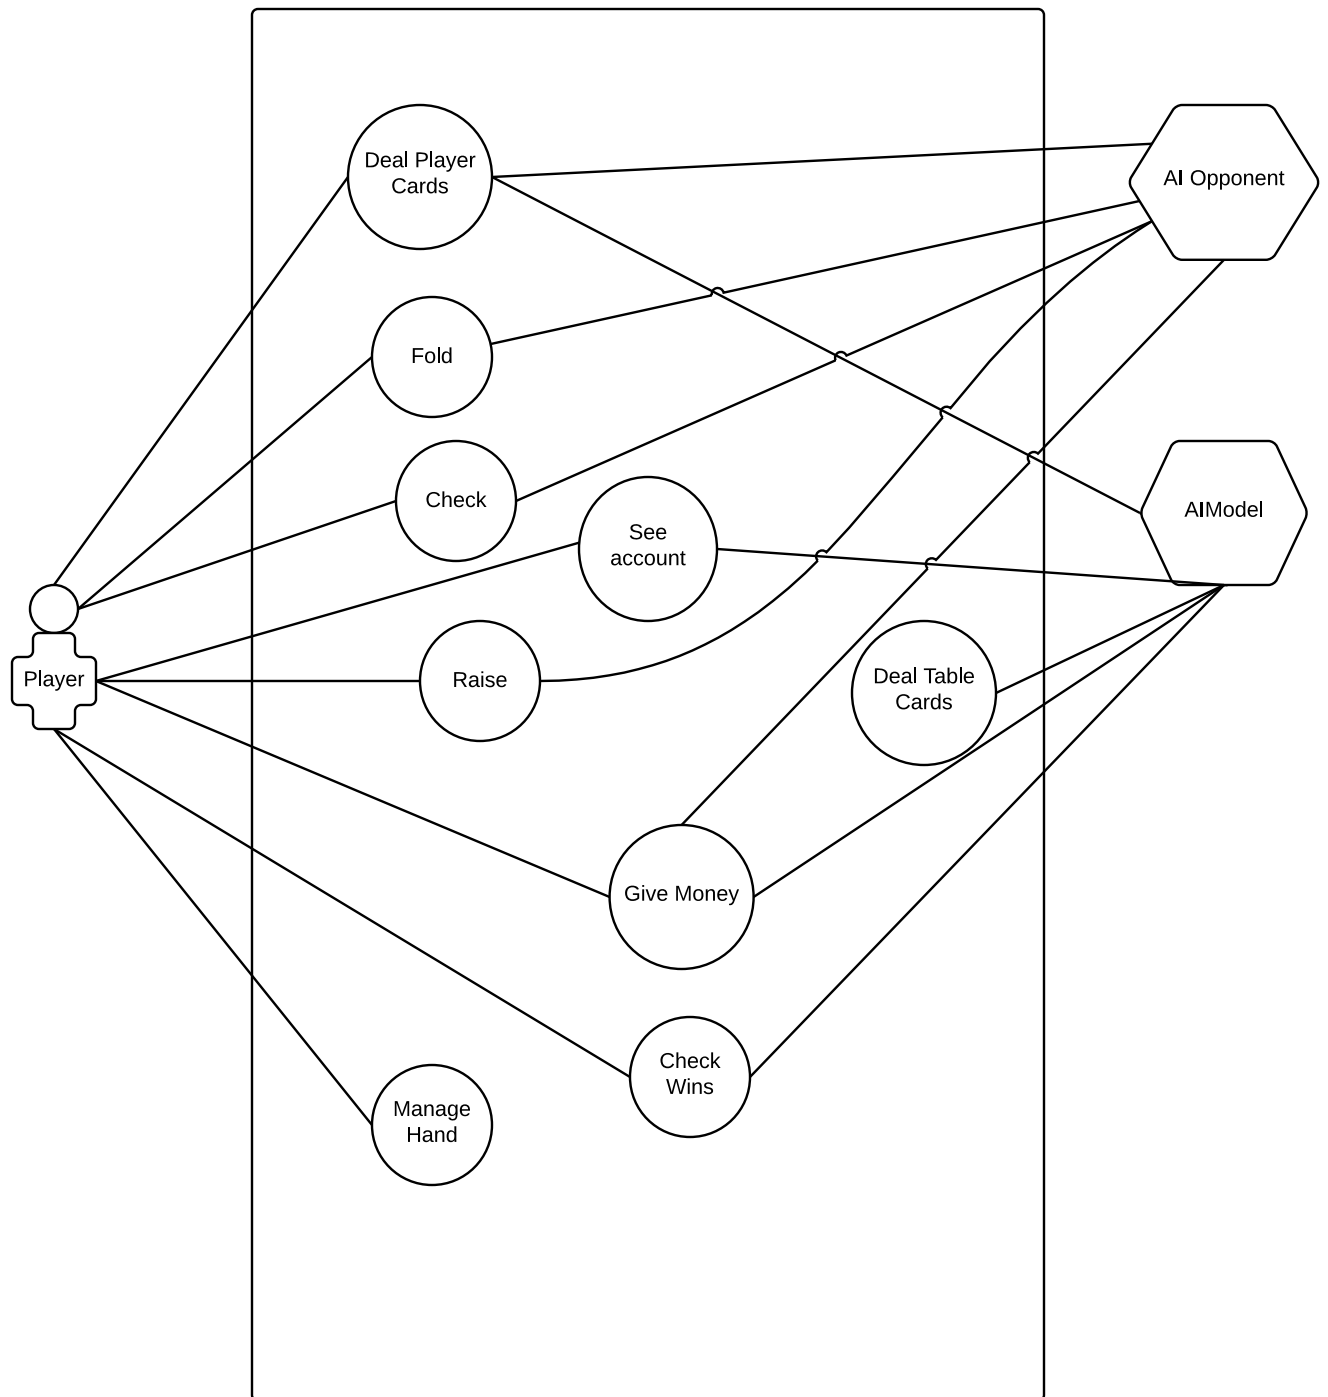 Deal Player
Cards
AI Opponent
Fold
Check
See
account
AIModel
Player
Raise
Deal Table
Cards
Give Money
Check
Wins
Manage
Hand